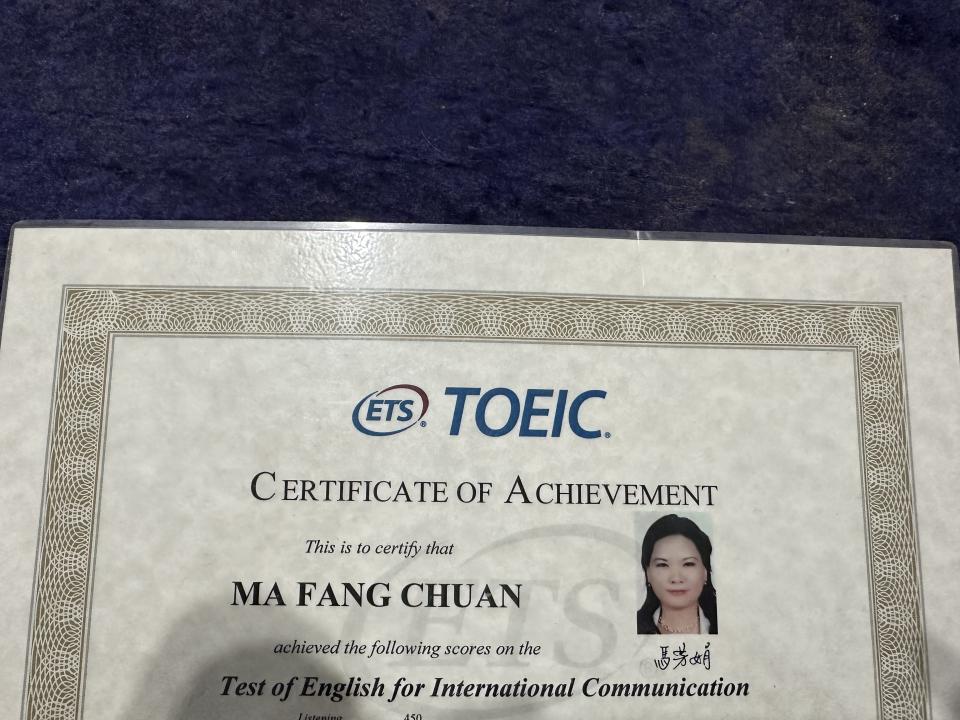 ETS® TOEIC®
CERTIFICATE OF ACHIEVEMENT
This is to certify that
MA FANG CHUAN
achieved the following scores on the
馬芳娟
Test of English for International Communication
Listening 450
ETS